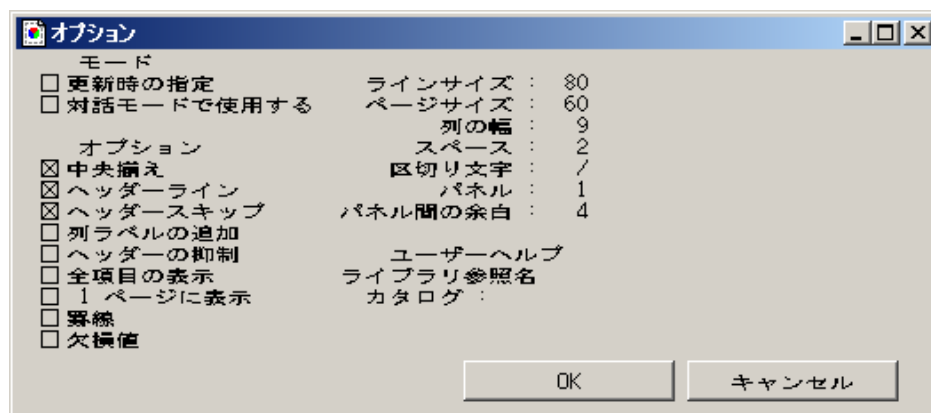 オプション
モード
更新時の指定 ラインサイズ : 80
対話モードで使用する ページサイズ : 60
列の幅 : 9
オプション スペース : 2
中央揃え 区切り文字 : /
ヘッダーライン パネル : 1
ヘッダースキップ パネル間の余白 : 4
列ラベルの追加
ヘッダーの抑制 ユーザーヘルプ
全項目の表示 ライブラリ参照名
1 ページに表示 カタログ :
罫線
欠損値
OK キャンセル